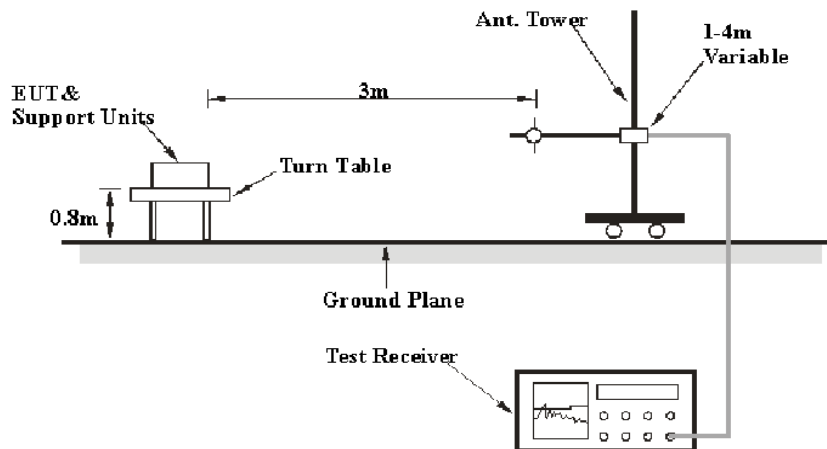 Ant. Tower
1-4m
Variable
3m
EUT&
Support Units
Turn Table
0.8m
Ground Plane
Test Receiver